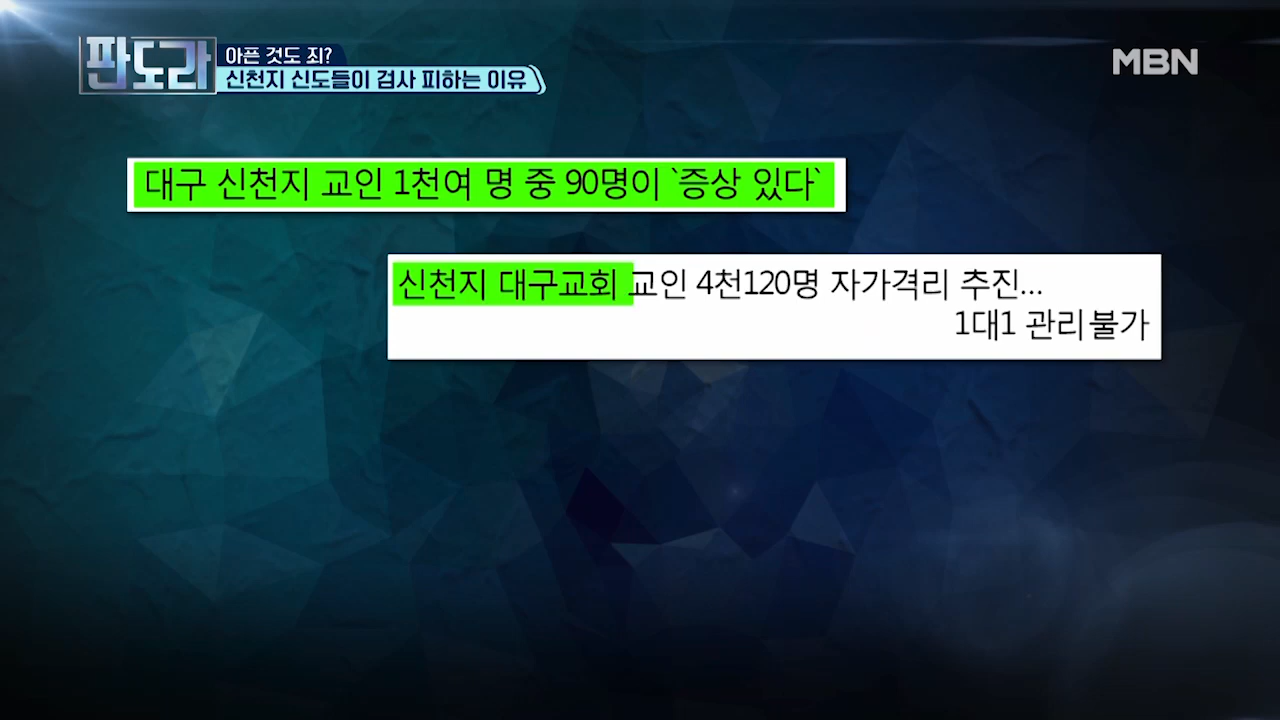 판도라
아픈 것도 죄?
신천지 신도들이 검사 피하는 이유
MBN
대구 신천지 교인 1천여 명 중 90명이 `증상 있다`
신천지 대구교회 교인 4천120명 자가격리 추진...
1대1 관리불가